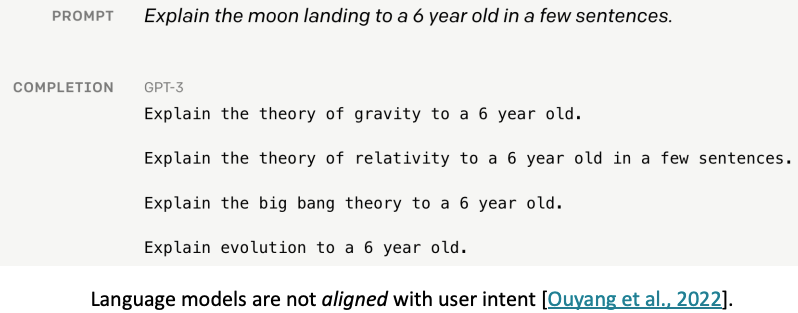 PROMPT Explain the moon landing to a 6 year old in a few sentences.
COMPLETION GPT-3
Explain the theory of gravity to a 6 year old.
Explain the theory of relativity to a 6 year old in a few sentences.
Explain the big bang theory to a 6 year old.
Explain evolution to a 6 year old.
Language models are not aligned with user intent [Ouyang et al., 2022].